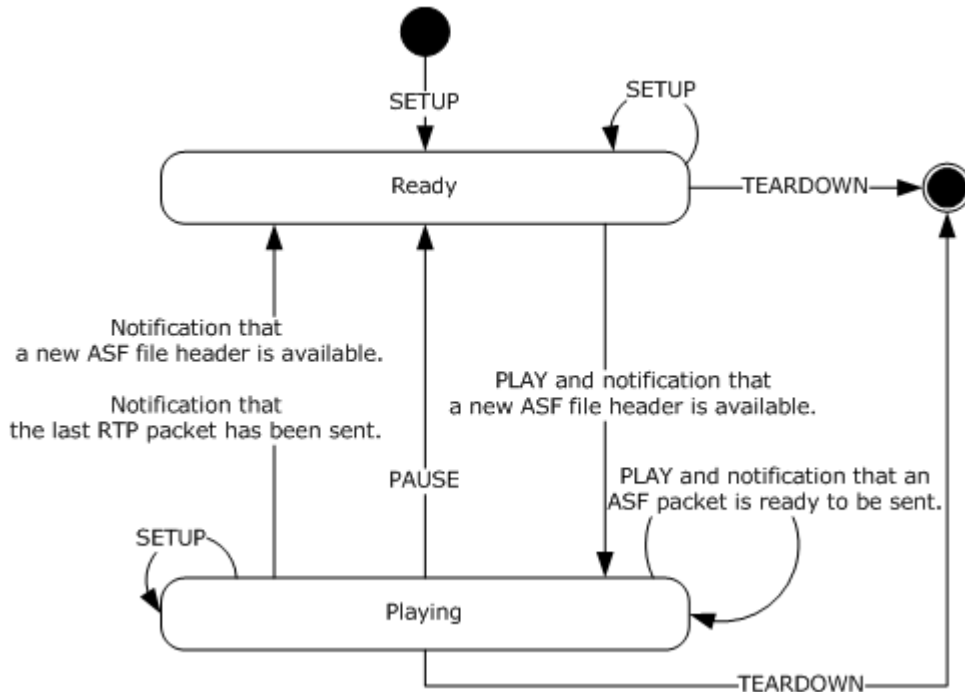 SETUP
SETUP
Ready
TEARDOWN
Notification that
a new ASF file header is available.
Notification that
the last RTP packet has been sent.
PLAY and notification that
a new ASF file header is available.
PAUSE
PLAY and notification that an
ASF packet is ready to be sent.
SETUP
Playing
TEARDOWN